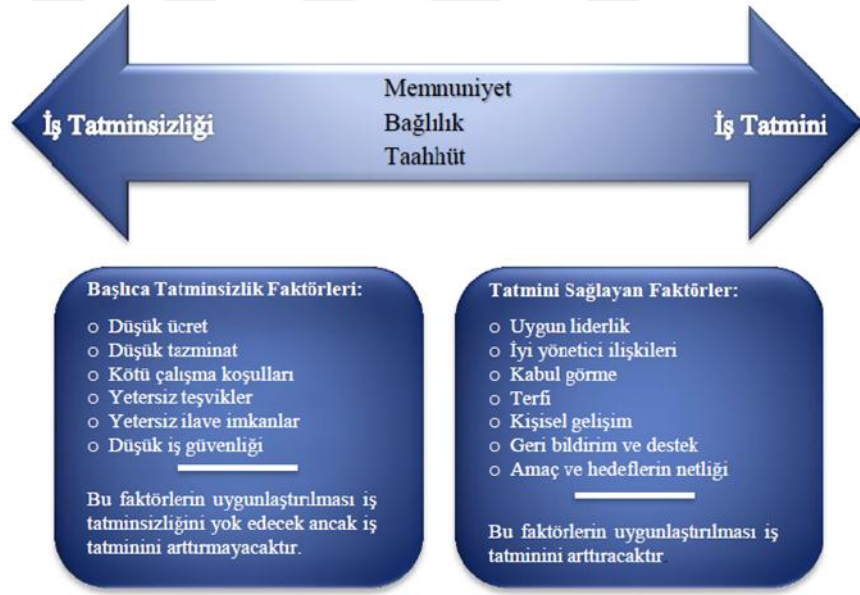 Memnuniyet
Bağlılık
Taahhüt
İş Tatminsizliği
İş Tatmini
Başlıca Tatminsizlik Faktörleri:
Düşük ücret
Düşük tazminat
Kötü çalışma koşulları
Yetersiz teşvikler
Yetersiz ilave imkanlar
Düşük iş güvenliği
Bu faktörlerin uygunlaştırılması iş
tatminsizliğini yok edecek ancak iş
tatminini arttırmayacaktır.
Tatmini Sağlayan Faktörler:
Uygun liderlik
İyi yönetici ilişkileri
Kabul görme
Terfi
Kişisel gelişim
Geri bildirim ve destek
Amaç ve hedeflerin netliği
Bu faktörlerin uygunlaştırılması iş
tatminini arttıracaktır.